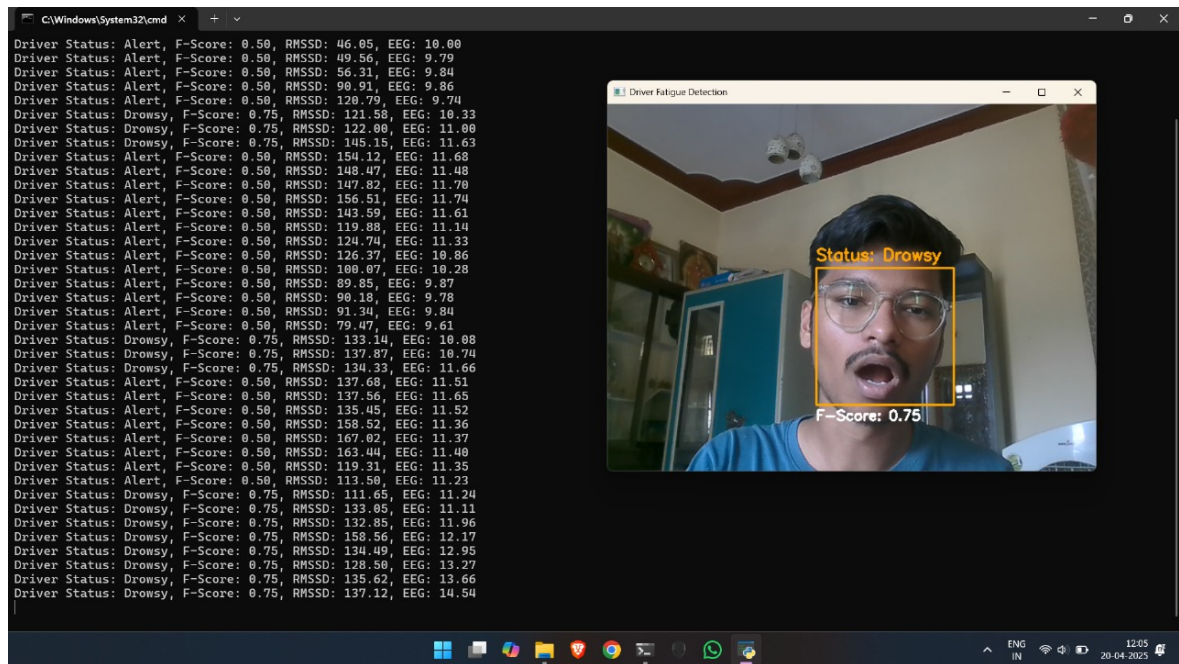 C:\Windows\System32\cmd
Driver Status: Alert, F-Score: 0.50, RMSSD: 46.05, EEG: 10.00
Driver Status: Alert, F-Score: 0.50, RMSSD: 49.56, EEG: 9.79
Driver Status: Alert, F-Score: 0.50, RMSSD: 56.31, EEG: 9.84
Driver Status: Alert, F-Score: 0.50, RMSSD: 90.91, EEG: 9.86
Driver Status: Alert, F-Score: 0.50, RMSSD: 120.79, EEG: 9.74
Driver Status: Drowsy, F-Score: 0.75, RMSSD: 121.58, EEG: 10.33
Driver Status: Drowsy, F-Score: 0.75, RMSSD: 122.00, EEG: 11.00
Driver Status: Drowsy, F-Score: 0.75, RMSSD: 145.15, EEG: 11.63
Driver Status: Alert, F-Score: 0.50, RMSSD: 154.12, EEG: 11.68
Driver Status: Alert, F-Score: 0.50, RMSSD: 148.47, EEG: 11.48
Driver Status: Alert, F-Score: 0.50, RMSSD: 147.82, EEG: 11.70
Driver Status: Alert, F-Score: 0.50, RMSSD: 156.51, EEG: 11.74
Driver Status: Alert, F-Score: 0.50, RMSSD: 143.59, EEG: 11.61
Driver Status: Alert, F-Score: 0.50, RMSSD: 119.88, EEG: 11.14
Driver Status: Alert, F-Score: 0.50, RMSSD: 124.74, EEG: 11.33
Driver Status: Alert, F-Score: 0.50, RMSSD: 126.37, EEG: 10.86
Driver Status: Alert, F-Score: 0.50, RMSSD: 100.07, EEG: 10.28
Driver Status: Alert, F-Score: 0.50, RMSSD: 89.85, EEG: 9.87
Driver Status: Alert, F-Score: 0.50, RMSSD: 90.18, EEG: 9.78
Driver Status: Alert, F-Score: 0.50, RMSSD: 91.34, EEG: 9.84
Driver Status: Alert, F-Score: 0.50, RMSSD: 79.47, EEG: 9.61
Driver Status: Drowsy, F-Score: 0.75, RMSSD: 133.14, EEG: 10.08
Driver Status: Drowsy, F-Score: 0.75, RMSSD: 137.87, EEG: 10.74
Driver Status: Drowsy, F-Score: 0.75, RMSSD: 134.33, EEG: 11.66
Driver Status: Alert, F-Score: 0.50, RMSSD: 137.68, EEG: 11.51
Driver Status: Alert, F-Score: 0.50, RMSSD: 137.56, EEG: 11.65
Driver Status: Alert, F-Score: 0.50, RMSSD: 135.45, EEG: 11.52
Driver Status: Alert, F-Score: 0.50, RMSSD: 158.52, EEG: 11.36
Driver Status: Alert, F-Score: 0.50, RMSSD: 167.02, EEG: 11.37
Driver Status: Alert, F-Score: 0.50, RMSSD: 163.44, EEG: 11.40
Driver Status: Alert, F-Score: 0.50, RMSSD: 119.31, EEG: 11.35
Driver Status: Alert, F-Score: 0.50, RMSSD: 113.50, EEG: 11.23
Driver Status: Drowsy, F-Score: 0.75, RMSSD: 111.65, EEG: 11.24
Driver Status: Drowsy, F-Score: 0.75, RMSSD: 133.05, EEG: 11.11
Driver Status: Drowsy, F-Score: 0.75, RMSSD: 132.85, EEG: 11.96
Driver Status: Drowsy, F-Score: 0.75, RMSSD: 158.56, EEG: 12.17
Driver Status: Drowsy, F-Score: 0.75, RMSSD: 134.49, EEG: 12.95
Driver Status: Drowsy, F-Score: 0.75, RMSSD: 128.50, EEG: 13.27
Driver Status: Drowsy, F-Score: 0.75, RMSSD: 135.62, EEG: 13.66
Driver Status: Drowsy, F-Score: 0.75, RMSSD: 137.12, EEG: 14.54
Driver Fatigue Detection
Status: Drowsy
F-Score: 0.75
ENG
IN
12:05
20-04-2025